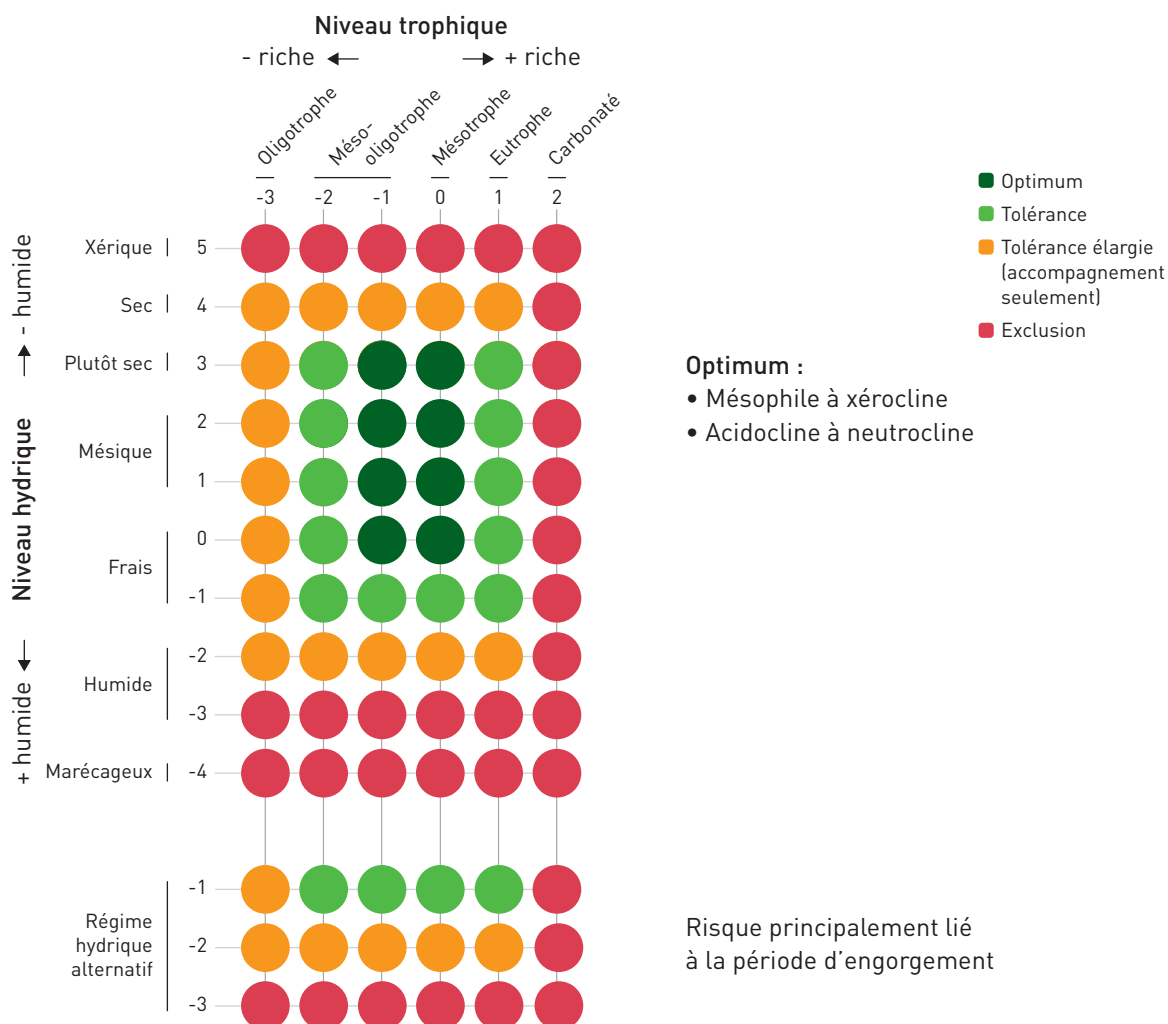 Niveau trophique
- riche ← → + riche
Oligotrophe
Méso-
oligotrophe
Mésotrophe
Eutrophe
Carbonaté
-3 -2 -1 0 1 2
Niveau hydrique
→ - humide
+ humide ←
Xérique 5
Sec 4
Plutôt sec 3
2
Mésique
1
0
Frais
-1
-2
Humide
-3
Marécageux -4
-1
Régime
hydrique -2
alternatif
-3
Optimum
Tolérance
Tolérance élargie
(accompagnement
seulement)
Exclusion
Optimum :
• Mésophile à xérocline
• Acidocline à neutrocline
Risque principalement lié
à la période d'engorgement